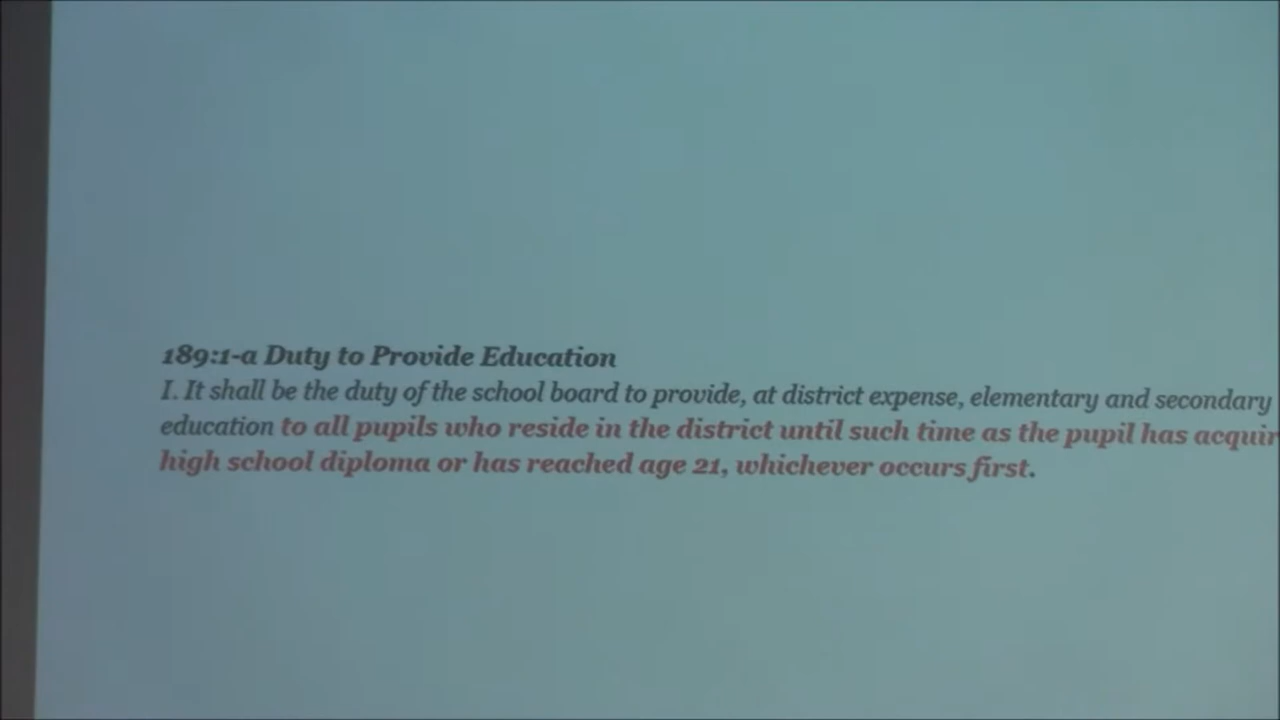 189:1-a Duty to Provide Education
I. It shall be the duty of the school board to provide, at district expense, elementary and secondary
education to all pupils who reside in the district until such time as the pupil has acquir
high school diploma or has reached age 21, whichever occurs first.